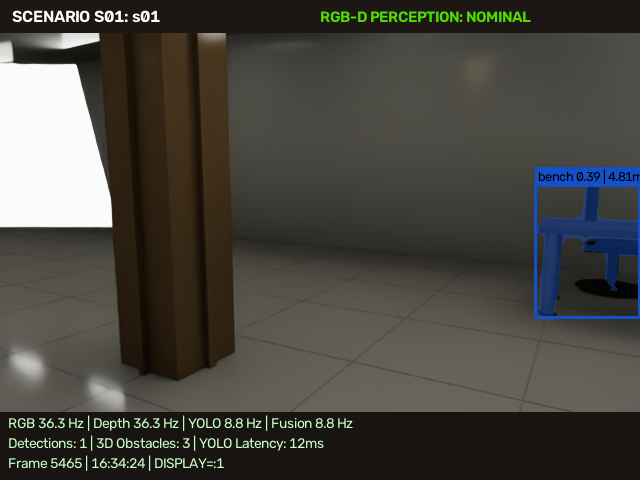 SCENARIO S01: s01
RGB-D PERCEPTION: NOMINAL
bench 0.39 | 4.81m
RGB 36.3 Hz | Depth 36.3 Hz | YOLO 8.8 Hz | Fusion 8.8 Hz
Detections: 1 | 3D Obstacles: 3 | YOLO Latency: 12ms
Frame 5465 | 16:34:24 | DISPLAY=:1